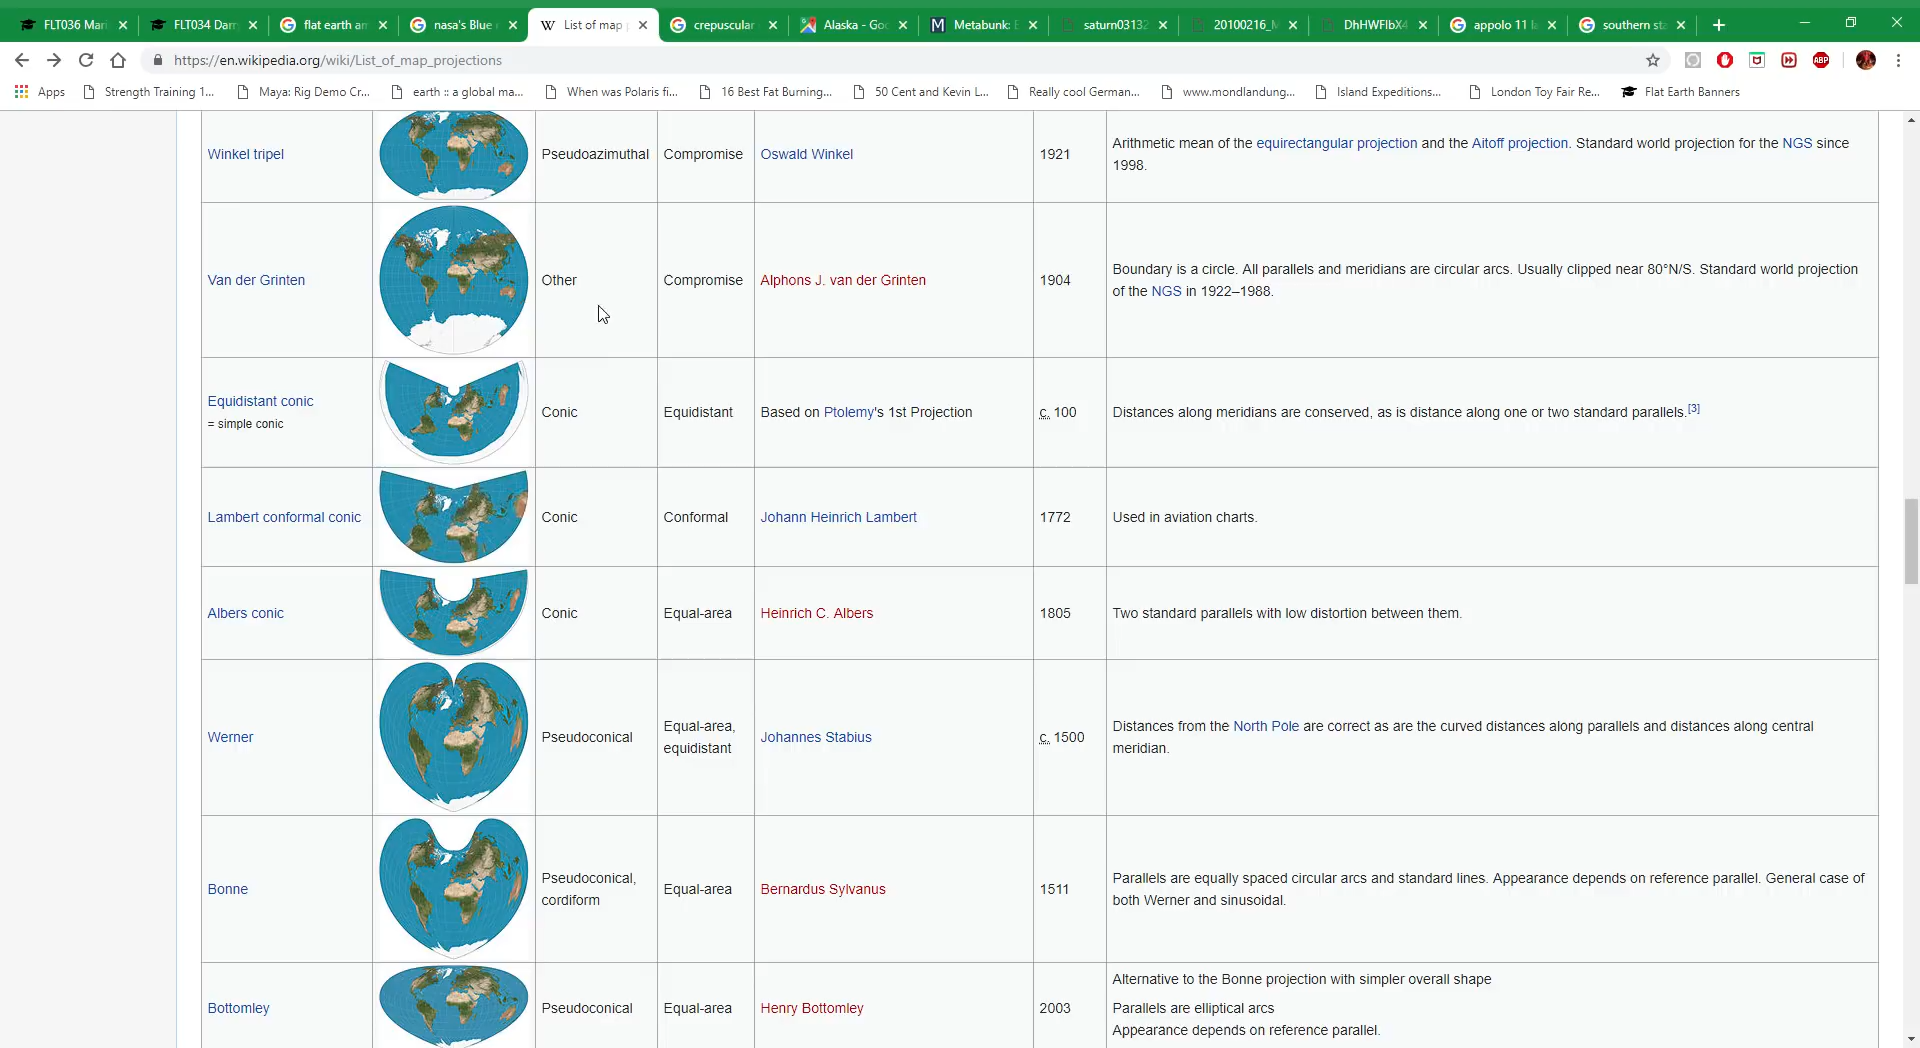 FLT036 Mari
FLT034 Dam
flat earth an
nasa's Blue
List of map
crepuscular
Alaska - Goo
Metabunk: E
saturn03132
20100216_M
DhHWFIbX4
appolo 11 l
southern sta
https://en.wikipedia.org/wiki/List_of_map_projections
ABP
Apps
Strength Training 1...
Maya: Rig Demo Cr...
earth :: a global ma...
When was Polaris fi...
16 Best Fat Burning...
50 Cent and Kevin L...
Really cool German...
www.mondlandung...
Island Expeditions...
London Toy Fair Re...
Flat Earth Banners
Winkel tripel
Pseudoazimuthal
Compromise
Oswald Winkel
1921
Arithmetic mean of the equirectangular projection and the Aitoff projection. Standard world projection for the NGS since
1998.
Van der Grinten
Other
Compromise
Alphons J. van der Grinten
1904
Boundary is a circle. All parallels and meridians are circular arcs. Usually clipped near 80°N/S. Standard world projection
of the NGS in 1922–1988.
Equidistant conic
= simple conic
Conic
Equidistant
Based on Ptolemy's 1st Projection
c. 100
Distances along meridians are conserved, as is distance along one or two standard parallels.[3]
Lambert conformal conic
Conic
Conformal
Johann Heinrich Lambert
1772
Used in aviation charts.
Albers conic
Conic
Equal-area
Heinrich C. Albers
1805
Two standard parallels with low distortion between them.
Werner
Pseudoconical
Equal-area,
equidistant
Johannes Stabius
c. 1500
Distances from the North Pole are correct as are the curved distances along parallels and distances along central
meridian.
Bonne
Pseudoconical,
cordiform
Equal-area
Bernardus Sylvanus
1511
Parallels are equally spaced circular arcs and standard lines. Appearance depends on reference parallel. General case of
both Werner and sinusoidal.
Bottomley
Pseudoconical
Equal-area
Henry Bottomley
2003
Alternative to the Bonne projection with simpler overall shape
Parallels are elliptical arcs
Appearance depends on reference parallel.